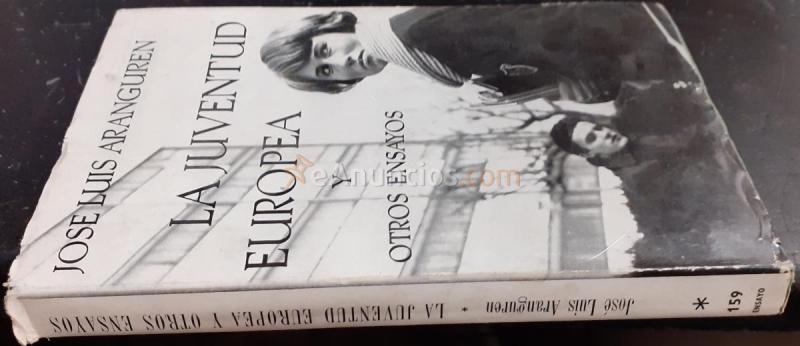 JOSE LUIS ARANGUREN
LA JUVENTUD
EUROPEA
Y
OTROS ENSAYOS
eAnuncios.com
José Luis Aranguren * LA JUVENTUD EUROPEA Y OTROS ENSAYOS
*
159
ENSAYO